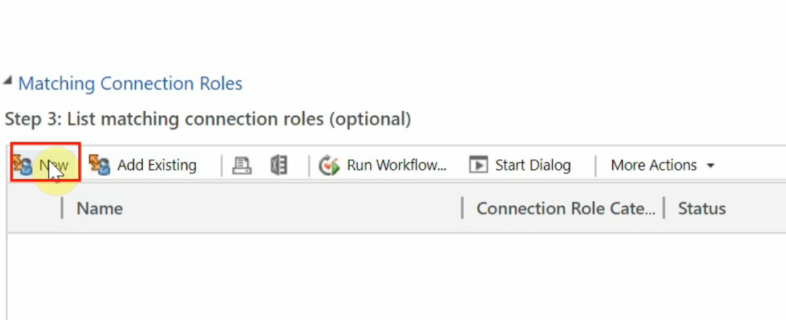 Matching Connection Roles
Step 3: List matching connection roles (optional)
New Add Existing Run Workflow... Start Dialog More Actions
Name Connection Role Cate... Status